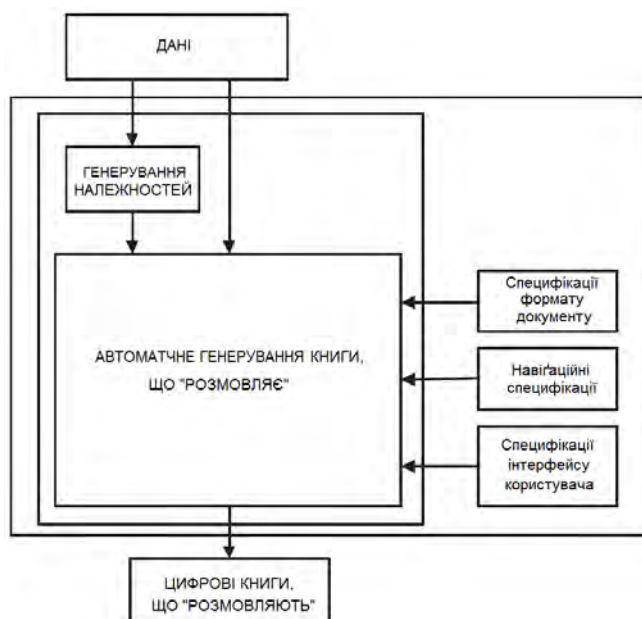 ДАНІ
ГЕНЕРУВАННЯ
НАЛЕЖНОСТЕЙ
АВТОМАТЧНЕ ГЕНЕРУВАННЯ КНИГИ,
ЩО "РОЗМОВЛЯЄ"
Специфікації
формату
документу
Навіґаційні
специфікації
Специфікації
інтерфейсу
користувача
ЦИФРОВІ КНИГИ,
ЩО "РОЗМОВЛЯЮТЬ"